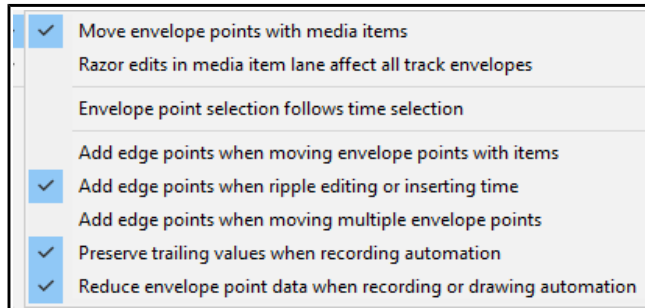 Move envelope points with media items
Razor edits in media item lane affect all track envelopes
Envelope point selection follows time selection
Add edge points when moving envelope points with items
Add edge points when ripple editing or inserting time
Add edge points when moving multiple envelope points
Preserve trailing values when recording automation
Reduce envelope point data when recording or drawing automation